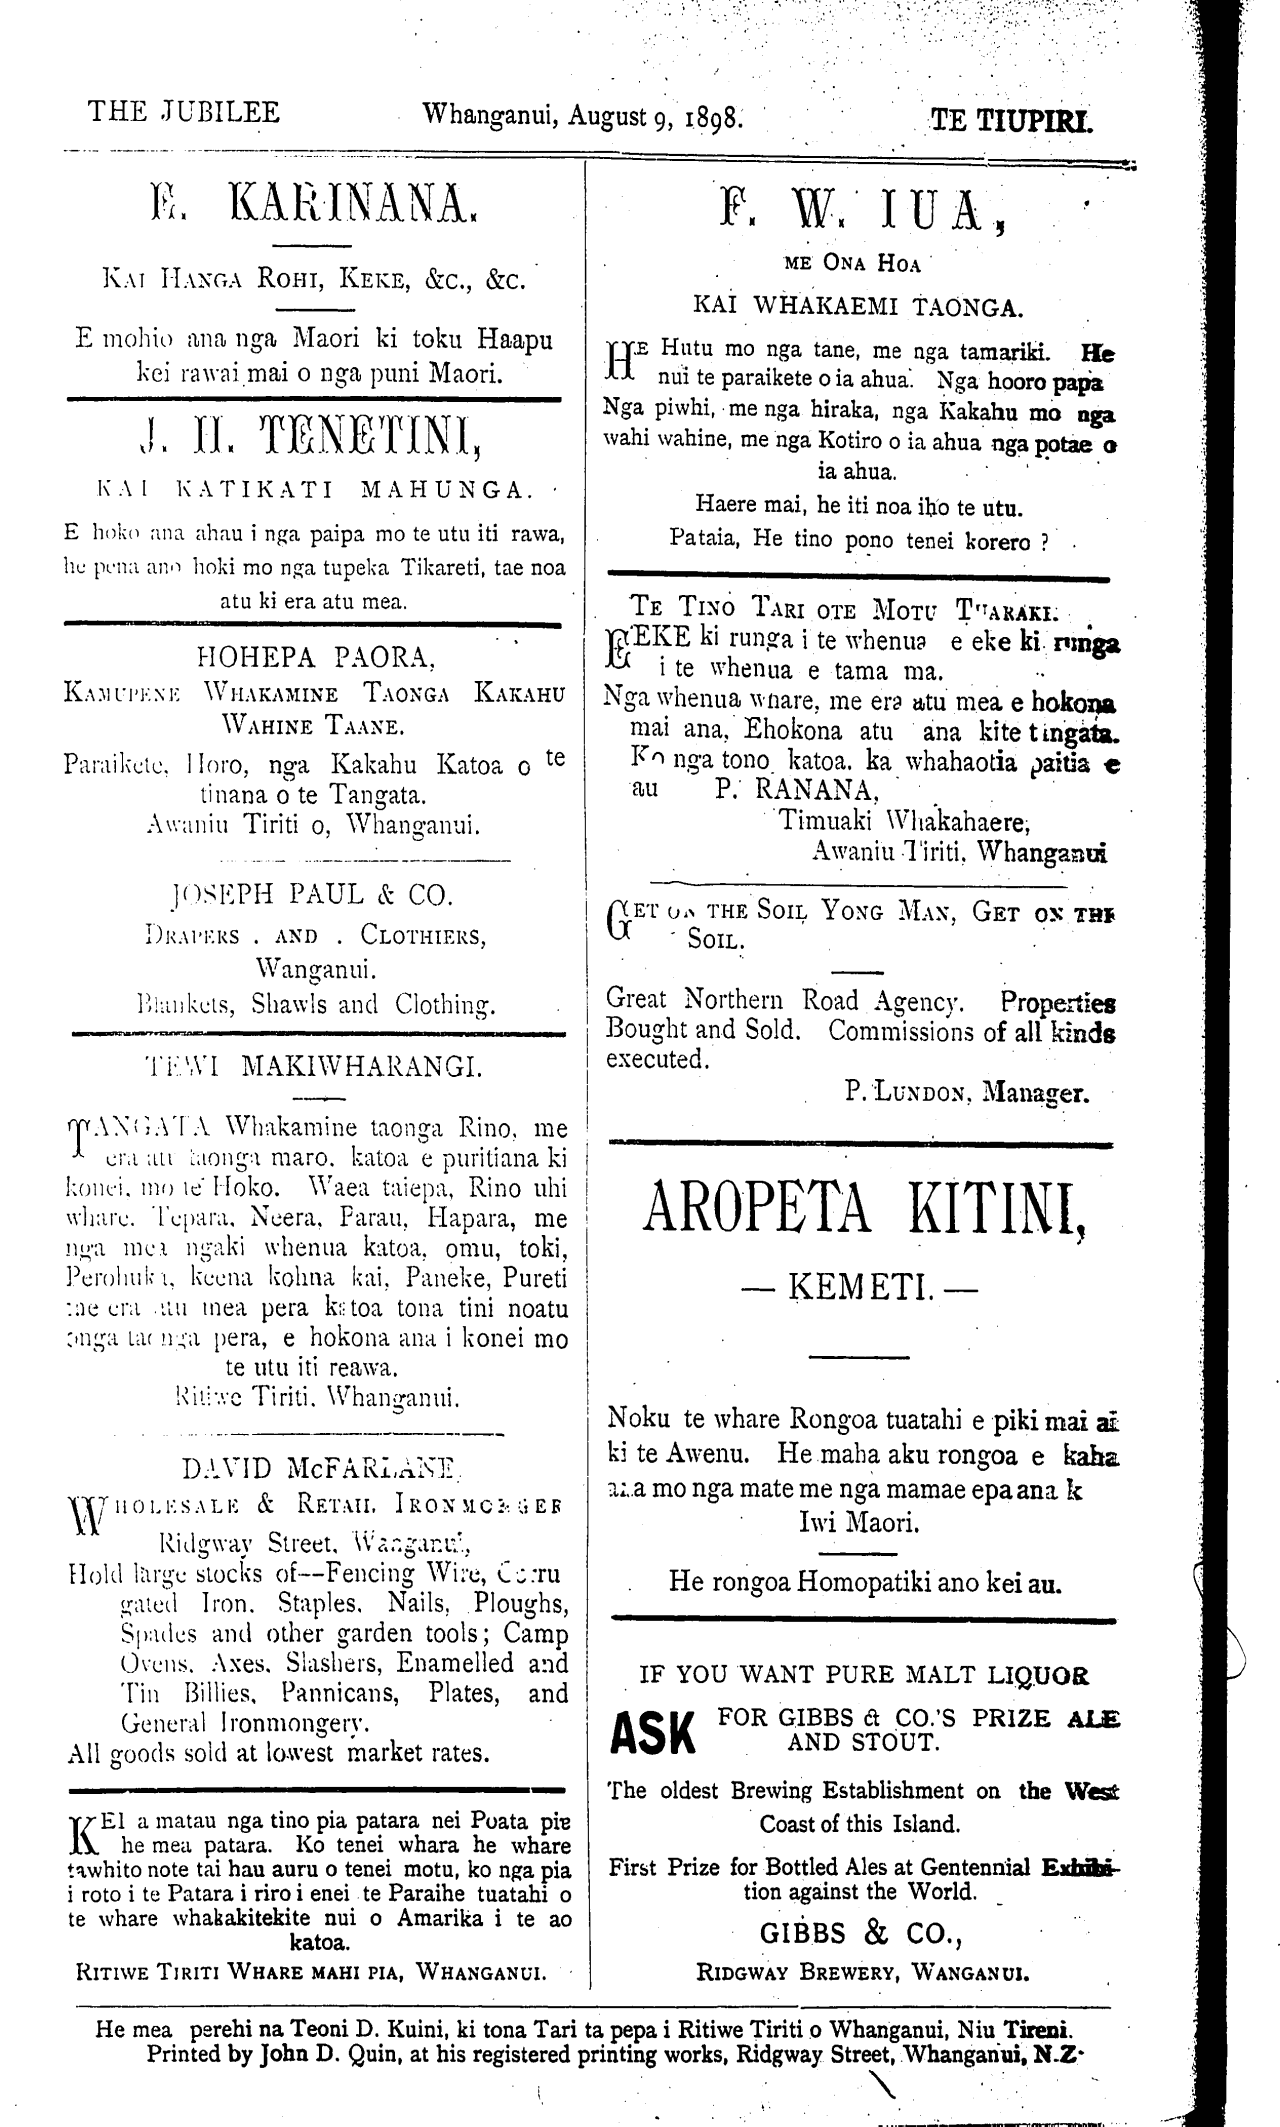 THE JUBILEE Whanganui, August 9, 1898. TE TIUPIRI.
E. KARINANA.
KAI HANGA ROHI, KEKE, &C., &C.
E mohio ana nga Maori ki toku Haapu
kei rawai mai o nga puni Maori.
J. H. TENETINI,
KAI KATIKATI MAHUNGA.
E hoko ana ahau i nga paipa mo te utu iti rawa,
he pena ano hoki mo nga tupeka Tikareti, tae noa
atu ki era atu mea.
HOHEPA PAORA,
KAMUPENE WHAKAMINE TAONGA KAKAHU
WAHINE TAANE.
Paraikete, Horo, nga Kakahu Katoa o te
tinana o te Tangata.
Awaniu Tiriti o, Whanganui.
JOSEPH PAUL & CO.
DRAPERS . AND . CLOTHIERS,
Wanganui.
Blankets, Shawls and Clothing.
TEWI MAKIWHARANGI.
TANGATA Whakamine taonga Rino, me
era atu taonga maro, katoa e puritiana ki
konei, mo te Hoko. Waea taiepa, Rino uhi
whare, Tepara, Neera, Parau, Hapara, me
nga mea ngaki whenua katoa, omu, toki,
Perohuka, keena kohua kai, Paneke, Pureti
me era atu mea pera katoa tona tini noatu
onga taonga pera, e hokona ana i konei mo
te utu iti reawa.
Ritiwe Tiriti, Whanganui.
DAVID McFARLANE,
WHOLESALE & RETAIL IRONMONGER
Ridgway Street, Wanganui,
Hold large stocks of--Fencing Wire, Corru
gated Iron, Staples, Nails, Ploughs,
Spades and other garden tools; Camp
Ovens, Axes, Slashers, Enamelled and
Tin Billies, Pannicans, Plates, and
General Ironmongery.
All goods sold at lowest market rates.
KEI a matau nga tino pia patara nei Poata pia
he mea patara. Ko tenei whara he whare
tawhito note tai hau auru o tenei motu, ko nga pia
i roto i te Patara i riro i enei te Paraihe tuatahi o
te whare whakakitekite nui o Amarika i te ao
katoa.
RITIWE TIRITI WHARE MAHI PIA, WHANGANUI.
F. W. IUA,
ME ONA HOA
KAI WHAKAEMI TAONGA.
HE Hutu mo nga tane, me nga tamariki. He
nui te paraikete o ia ahua. Nga hooro papa
Nga piwhi, me nga hiraka, nga Kakahu mo nga
wahi wahine, me nga Kotiro o ia ahua nga potae o
ia ahua.
Haere mai, he iti noa iho te utu.
Pataia, He tino pono tenei korero ?
TE TINO TARI OTE MOTU TUARAKI.
EEKE ki runga i te whenua e eke ki runga
i te whenua e tama ma.
Nga whenua whare, me era atu mea e hokona
mai ana, Ehokona atu ana kite tingata.
Ko nga tono katoa, ka whahaotia paitia e
au P. RANANA,
Timuaki Whakahaere,
Awaniu Tiriti, Whanganui
GET ON THE SOIL YONG MAN, GET ON THE
SOIL.
Great Northern Road Agency. Properties
Bought and Sold. Commissions of all kinds
executed.
P. LUNDON, Manager.
AROPETA KITINI,
— KEMETI. —
Noku te whare Rongoa tuatahi e piki mai ai
ki te Awenu. He maha aku rongoa e kaha
ana mo nga mate me nga mamae epa ana k
Iwi Maori.
He rongoa Homopatiki ano kei au.
IF YOU WANT PURE MALT LIQUOR
ASK FOR GIBBS & CO.'S PRIZE ALE
AND STOUT.
The oldest Brewing Establishment on the West
Coast of this Island.
First Prize for Bottled Ales at Gentennial Exhibi-
tion against the World.
GIBBS & CO.,
RIDGWAY BREWERY, WANGANUI.
He mea perehi na Teoni D. Kuini, ki tona Tari ta pepa i Ritiwe Tiriti o Whanganui, Niu Tireni.
Printed by John D. Quin, at his registered printing works, Ridgway Street, Whanganui, N.Z.